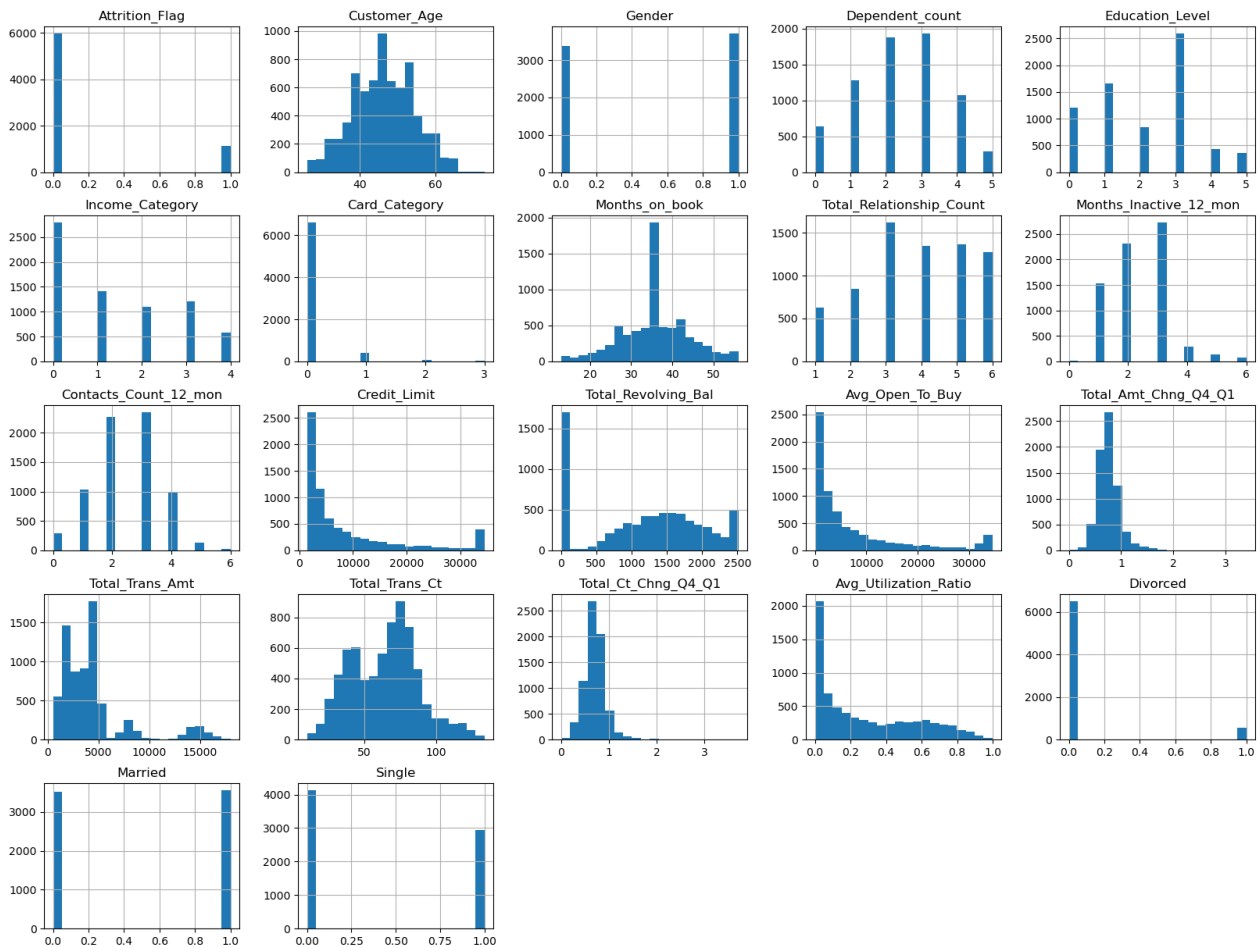 Attrition_Flag
6000
4000
2000
0
0.0 0.2 0.4 0.6 0.8 1.0
Customer_Age
1000
800
600
400
200
0
40 60
Gender
3000
2000
1000
0
0.0 0.2 0.4 0.6 0.8 1.0
Dependent_count
2000
1500
1000
500
0
0 1 2 3 4 5
Education_Level
2500
2000
1500
1000
500
0
0 1 2 3 4 5
Income_Category
2500
2000
1500
1000
500
0
0 1 2 3 4
Card_Category
6000
4000
2000
0
0 1 2 3
Months_on_book
2000
1500
1000
500
0
20 30 40 50
Total_Relationship_Count
1500
1000
500
0
1 2 3 4 5 6
Months_Inactive_12_mon
2500
2000
1500
1000
500
0
0 2 4 6
Contacts_Count_12_mon
2000
1500
1000
500
0
0 2 4 6
Credit_Limit
2500
2000
1500
1000
500
0
0 10000 20000 30000
Total_Revolving_Bal
1500
1000
500
0
0 500 1000 1500 2000 2500
Avg_Open_To_Buy
2500
2000
1500
1000
500
0
0 10000 20000 30000
Total_Amt_Chng_Q4_Q1
2500
2000
1500
1000
500
0
0 1 2 3
Total_Trans_Amt
1500
1000
500
0
0 5000 10000 15000
Total_Trans_Ct
800
600
400
200
0
50 100
Total_Ct_Chng_Q4_Q1
2500
2000
1500
1000
500
0
0 1 2 3
Avg_Utilization_Ratio
2000
1500
1000
500
0
0.0 0.2 0.4 0.6 0.8 1.0
Divorced
6000
4000
2000
0
0.0 0.2 0.4 0.6 0.8 1.0
Married
3000
2000
1000
0
0.0 0.2 0.4 0.6 0.8 1.0
Single
4000
3000
2000
1000
0
0.00 0.25 0.50 0.75 1.00